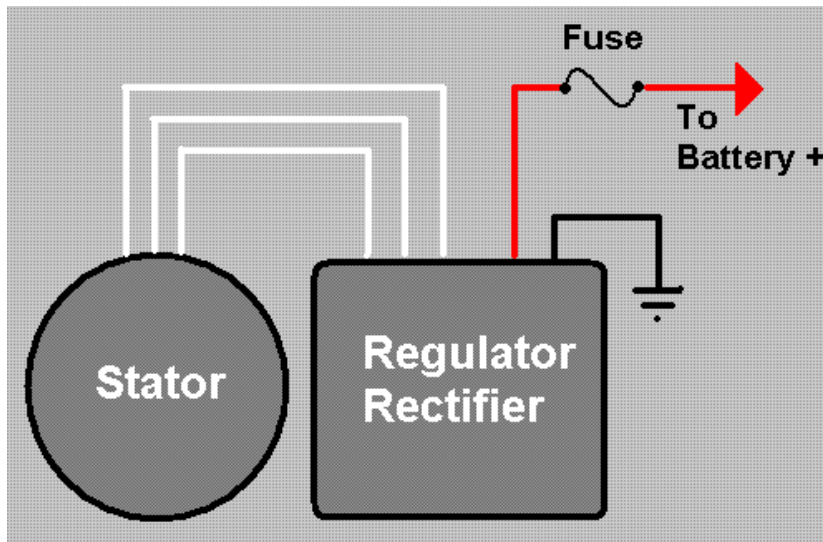 Fuse
To
Battery +
Stator
Regulator
Rectifier